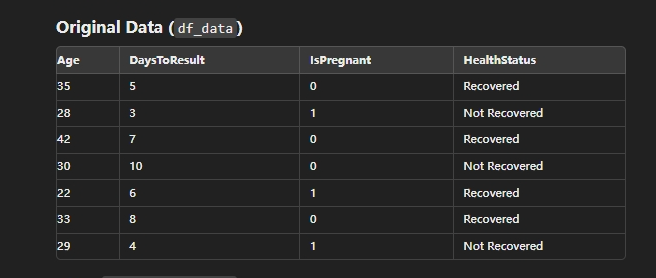 Original Data (df_data)
Age DaysToResult IsPregnant HealthStatus
35 5 0 Recovered
28 3 1 Not Recovered
42 7 0 Recovered
30 10 0 Not Recovered
22 6 1 Recovered
33 8 0 Recovered
29 4 1 Not Recovered